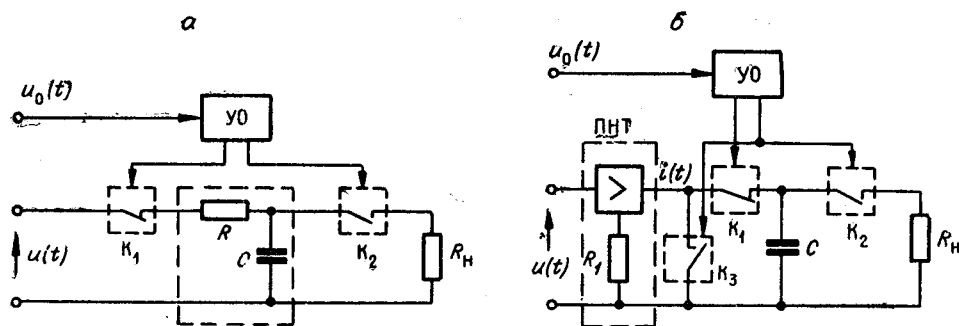 а
u₀(t)
УО
K₁
R
C
K₂
Rн
u(t)
б
u₀(t)
УО
ПНТ
>
i(t)
R₁
K₁
K₃
C
K₂
Rн
u(t)